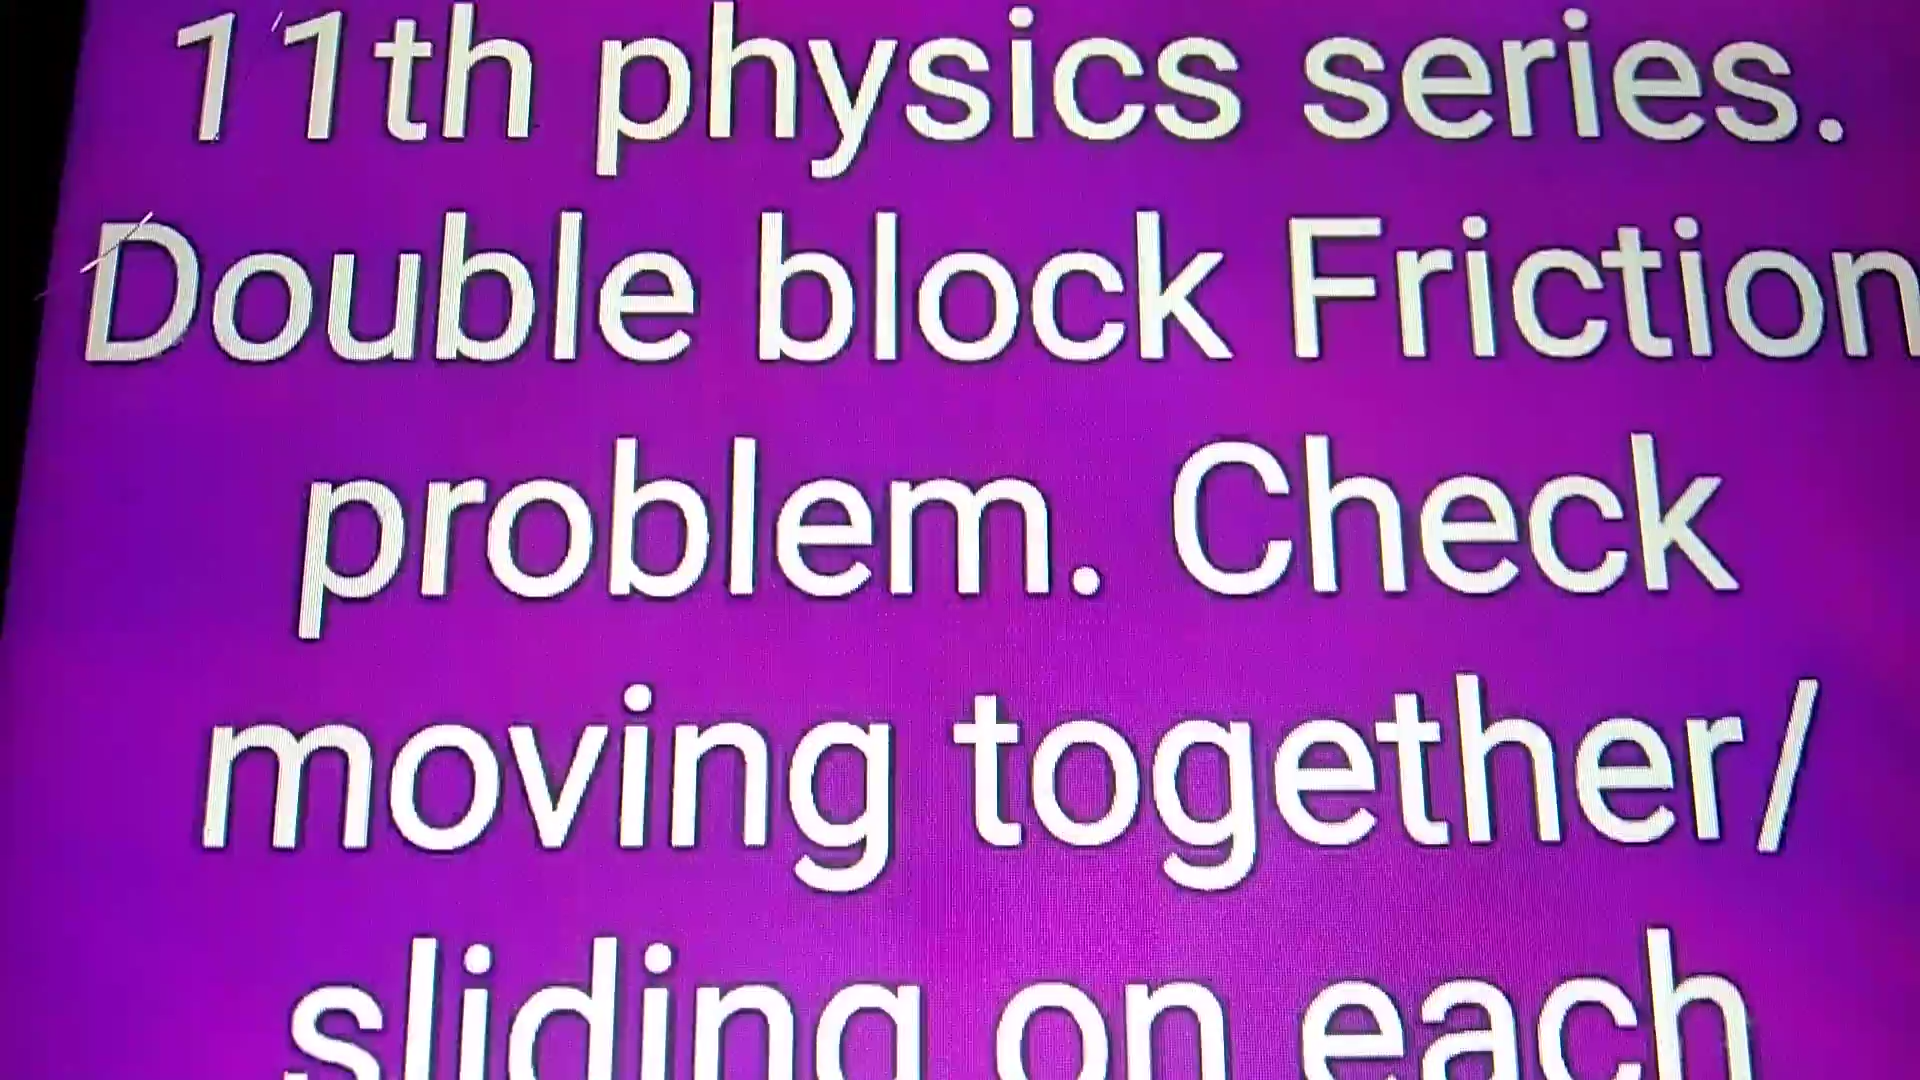 11th physics series.
Double block Friction
problem. Check
moving together/
sliding on each